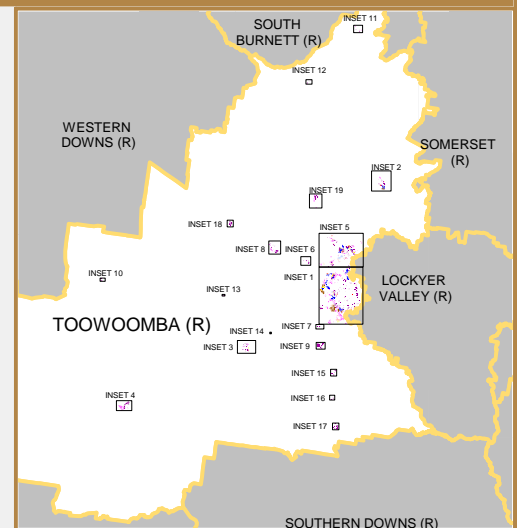 INSET 11
SOUTH
BURNETT (R)
INSET 12
WESTERN
DOWNS (R)
SOMERSET
(R)
INSET 2
INSET 19
INSET 18
INSET 5
INSET 8
INSET 6
INSET 10
INSET 1
LOCKYER
VALLEY (R)
INSET 13
TOOWOOMBA (R)
INSET 14
INSET 7
INSET 3
INSET 9
INSET 15
INSET 4
INSET 16
INSET 17
SOUTHERN DOWNS (R)